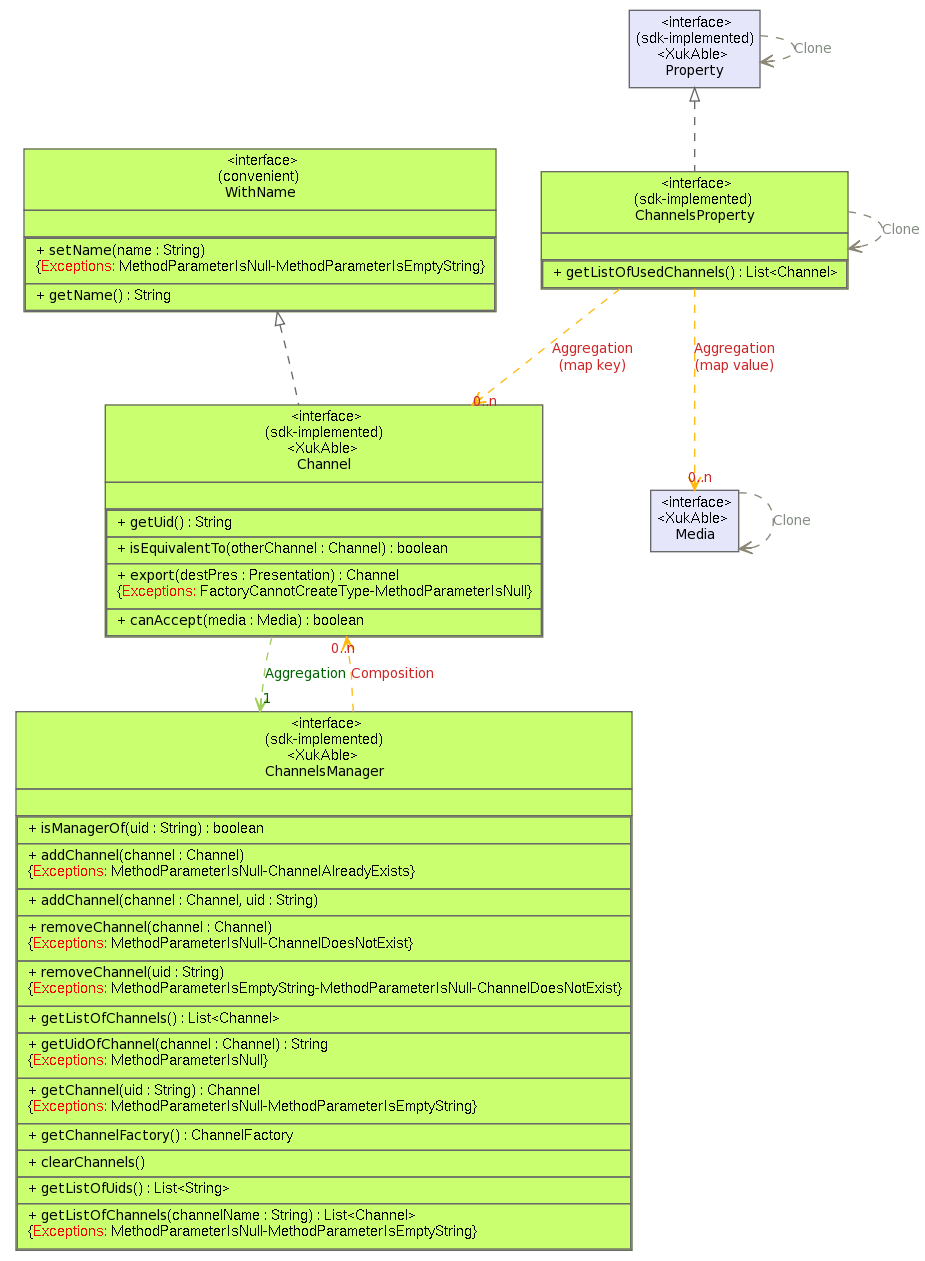 <interface>
(sdk-implemented)
<XukAble>
Property
Clone
<interface>
(convenient)
WithName
+ setName(name : String)
{Exceptions: MethodParameterIsNull-MethodParameterIsEmptyString}
+ getName() : String
<interface>
(sdk-implemented)
ChannelsProperty
Clone
+ getListOfUsedChannels() : List<Channel>
Aggregation
(map key)
0..n
Aggregation
(map value)
0..n
<interface>
(sdk-implemented)
<XukAble>
Channel
+ getUid() : String
+ isEquivalentTo(otherChannel : Channel) : boolean
+ export(destPres : Presentation) : Channel
{Exceptions: FactoryCannotCreateType-MethodParameterIsNull}
+ canAccept(media : Media) : boolean
<interface>
<XukAble>
Media
Clone
0..n
Aggregation
Composition
1
<interface>
(sdk-implemented)
<XukAble>
ChannelsManager
+ isManagerOf(uid : String) : boolean
+ addChannel(channel : Channel)
{Exceptions: MethodParameterIsNull-ChannelAlreadyExists}
+ addChannel(channel : Channel, uid : String)
+ removeChannel(channel : Channel)
{Exceptions: MethodParameterIsNull-ChannelDoesNotExist}
+ removeChannel(uid : String)
{Exceptions: MethodParameterIsEmptyString-MethodParameterIsNull-ChannelDoesNotExist}
+ getListOfChannels() : List<Channel>
+ getUidOfChannel(channel : Channel) : String
{Exceptions: MethodParameterIsNull}
+ getChannel(uid : String) : Channel
{Exceptions: MethodParameterIsNull-MethodParameterIsEmptyString}
+ getChannelFactory() : ChannelFactory
+ clearChannels()
+ getListOfUids() : List<String>
+ getListOfChannels(channelName : String) : List<Channel>
{Exceptions: MethodParameterIsNull-MethodParameterIsEmptyString}